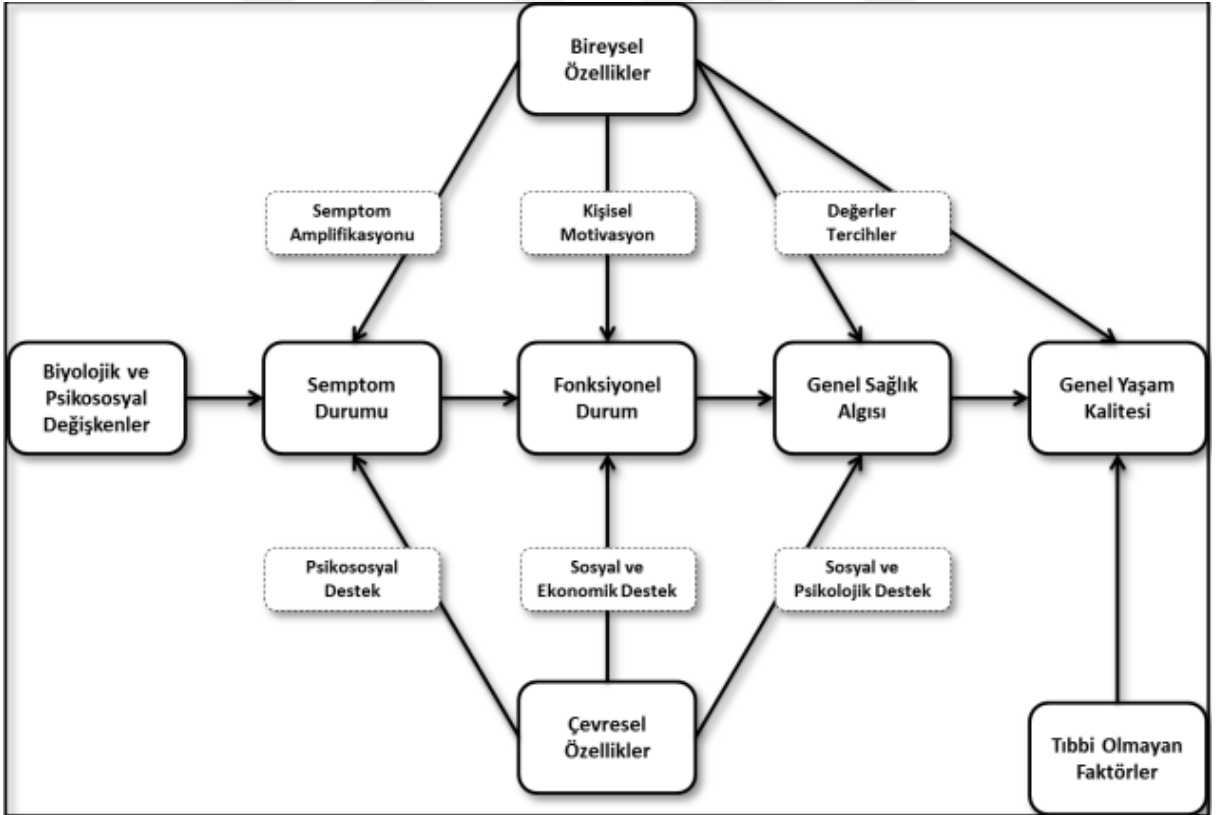 Bireysel
Özellikler
Semptom
Amplifikasyonu
Kişisel
Motivasyon
Değerler
Tercihler
Biyolojik ve
Psikososyal
Değişkenler
Semptom
Durumu
Fonksiyonel
Durum
Genel Sağlık
Algısı
Genel Yaşam
Kalitesi
Psikososyal
Destek
Sosyal ve
Ekonomik Destek
Sosyal ve
Psikolojik Destek
Çevresel
Özellikler
Tıbbi Olmayan
Faktörler